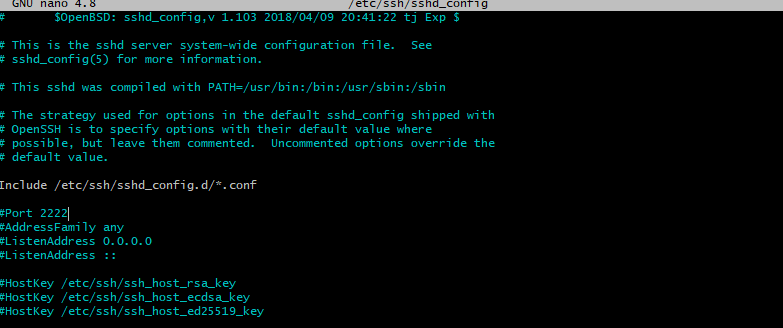 GNU nano 4.8 /etc/ssh/sshd_config
# $OpenBSD: sshd_config,v 1.103 2018/04/09 20:41:22 tj Exp $
# This is the sshd server system-wide configuration file. See
# sshd_config(5) for more information.
# This sshd was compiled with PATH=/usr/bin:/bin:/usr/sbin:/sbin
# The strategy used for options in the default sshd_config shipped with
# OpenSSH is to specify options with their default value where
# possible, but leave them commented. Uncommented options override the
# default value.
Include /etc/ssh/sshd_config.d/*.conf
#Port 2222
#AddressFamily any
#ListenAddress 0.0.0.0
#ListenAddress ::
#HostKey /etc/ssh/ssh_host_rsa_key
#HostKey /etc/ssh/ssh_host_ecdsa_key
#HostKey /etc/ssh/ssh_host_ed25519_key